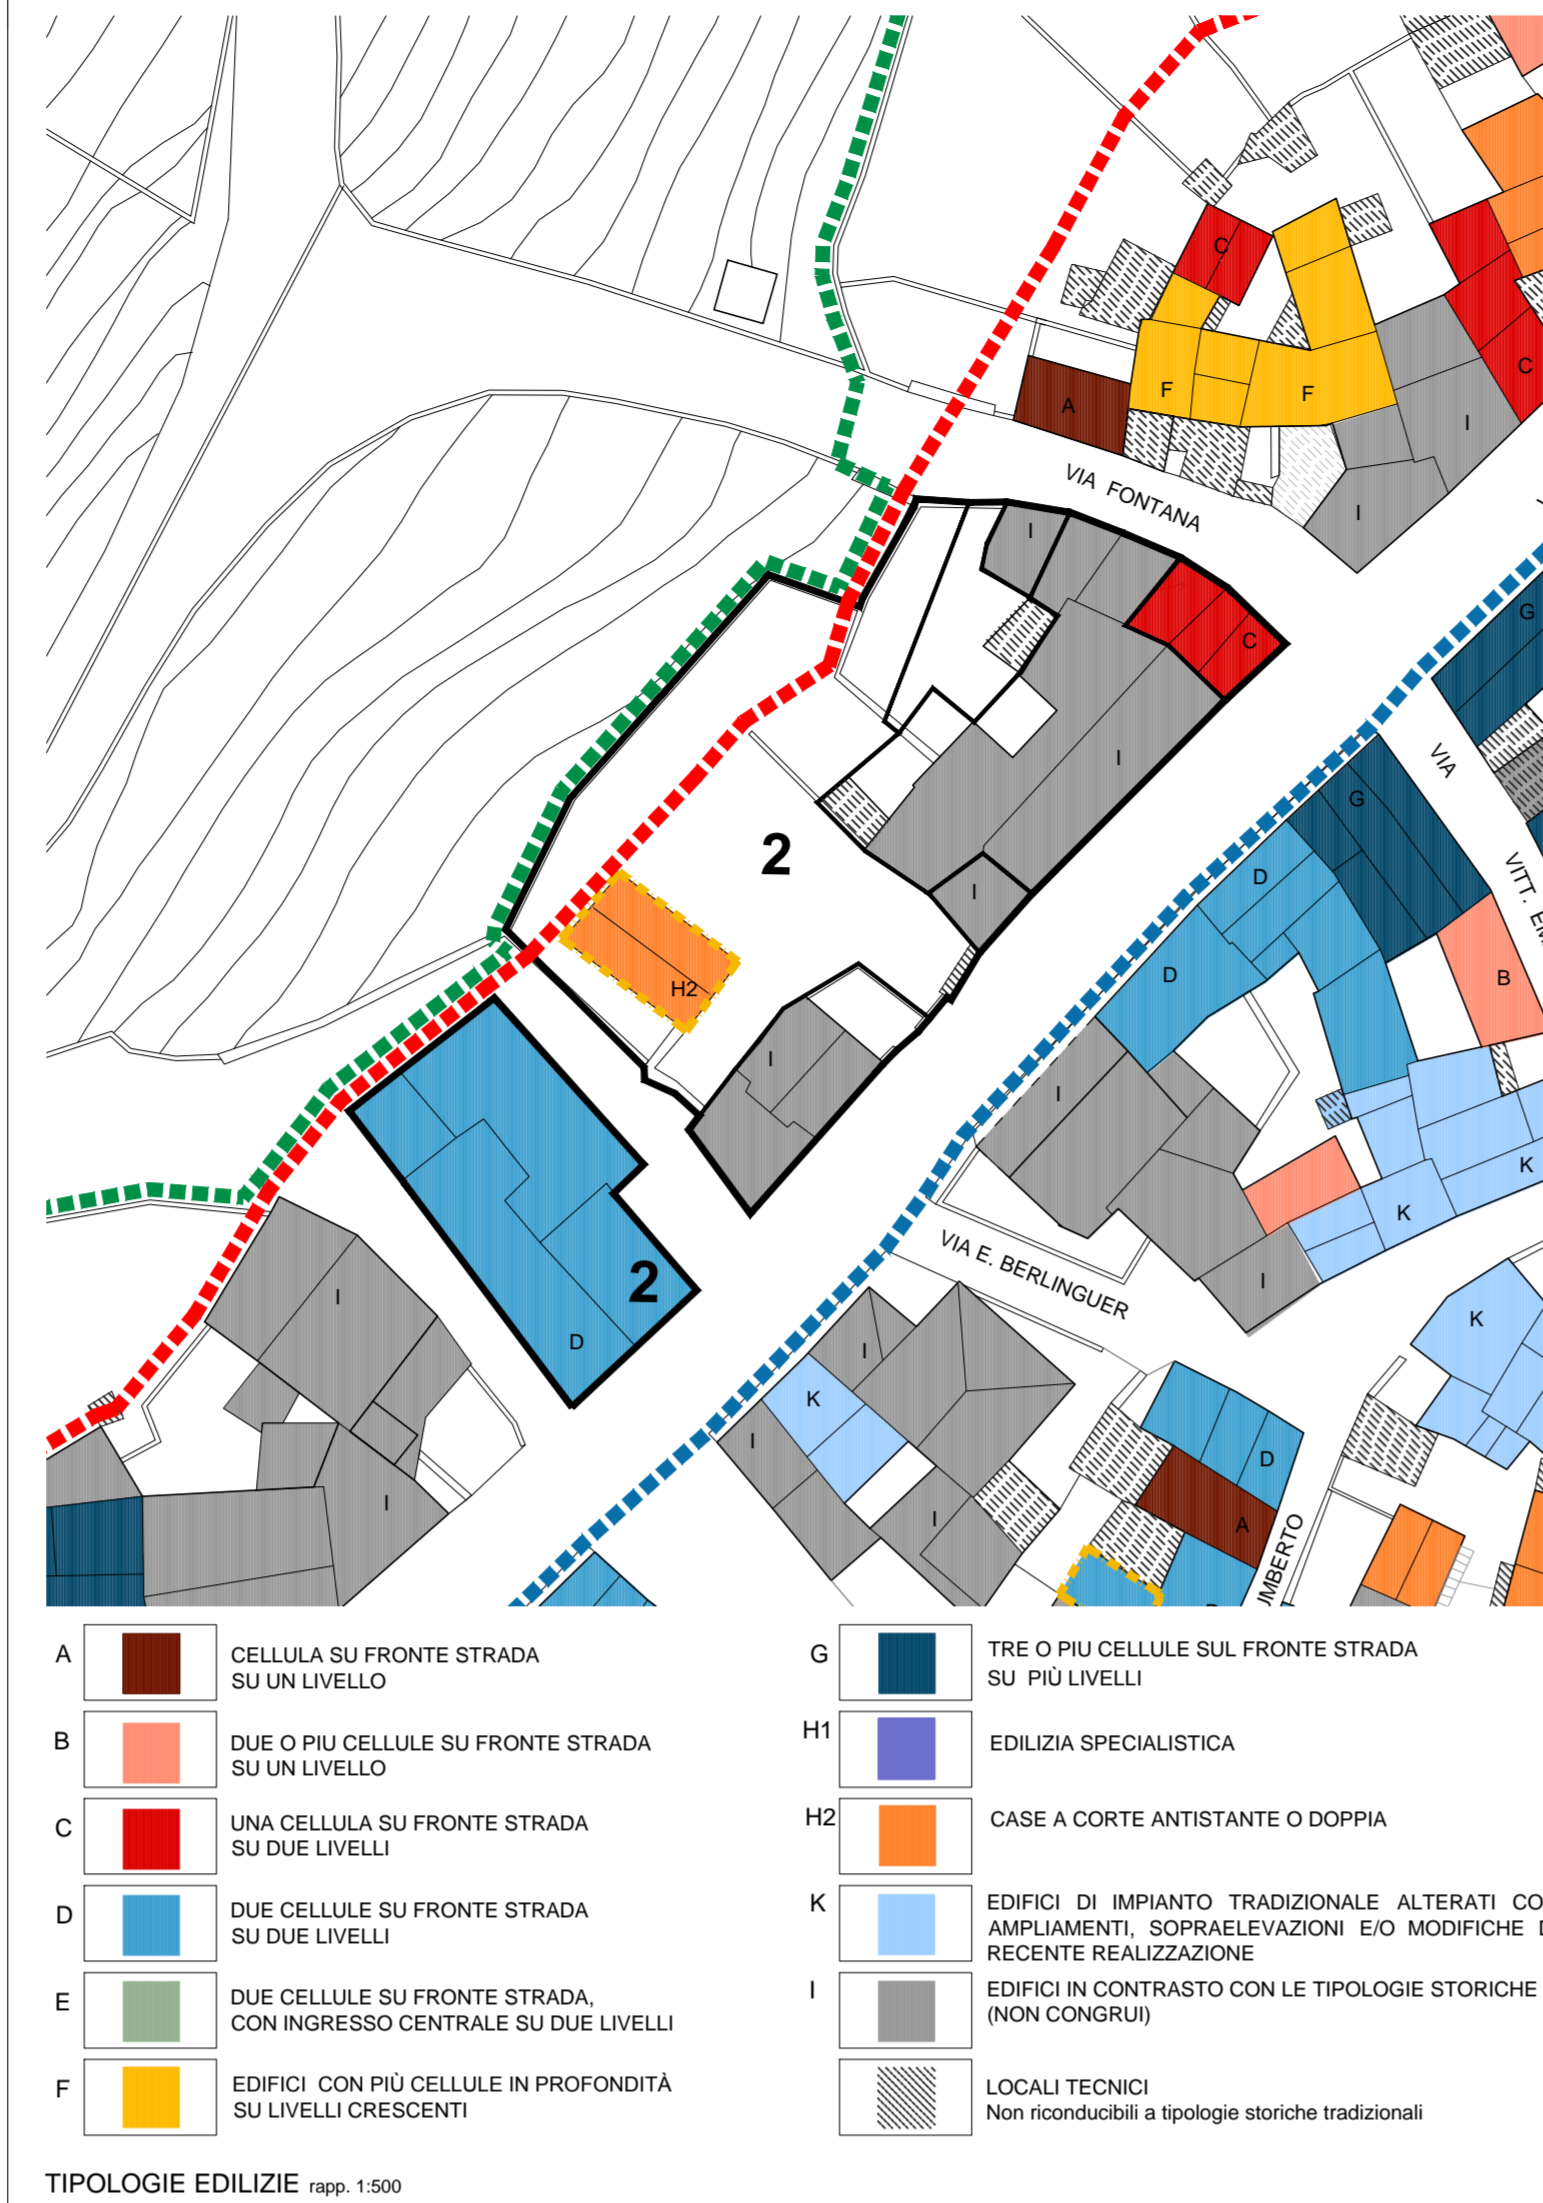 C
A
F
F
C
I
I
VIA FONTANA
I
C
G
I
VIA
G
2
D
VITT.
I
D
B
H2
I
I
K
K
VIA E. BERLINGUER
I
2
I
D
K
I
K
I
D
I
I
A
UMBERTO
A
CELLULA SU FRONTE STRADA
SU UN LIVELLO
B
DUE O PIU CELLULE SU FRONTE STRADA
SU UN LIVELLO
C
UNA CELLULA SU FRONTE STRADA
SU DUE LIVELLI
D
DUE CELLULE SU FRONTE STRADA
SU DUE LIVELLI
E
DUE CELLULE SU FRONTE STRADA,
CON INGRESSO CENTRALE SU DUE LIVELLI
F
EDIFICI CON PIÙ CELLULE IN PROFONDITÀ
SU LIVELLI CRESCENTI
G
TRE O PIU CELLULE SUL FRONTE STRADA
SU PIÙ LIVELLI
H1
EDILIZIA SPECIALISTICA
H2
CASE A CORTE ANTISTANTE O DOPPIA
K
EDIFICI DI IMPIANTO TRADIZIONALE ALTERATI
AMPLIAMENTI, SOPRAELEVAZIONI E/O MODIFICHE
RECENTE REALIZZAZIONE
I
EDIFICI IN CONTRASTO CON LE TIPOLOGIE STORICHE
(NON CONGRUI)
LOCALI TECNICI
Non riconducibili a tipologie storiche tradizionali
TIPOLOGIE EDILIZIE rapp. 1:500